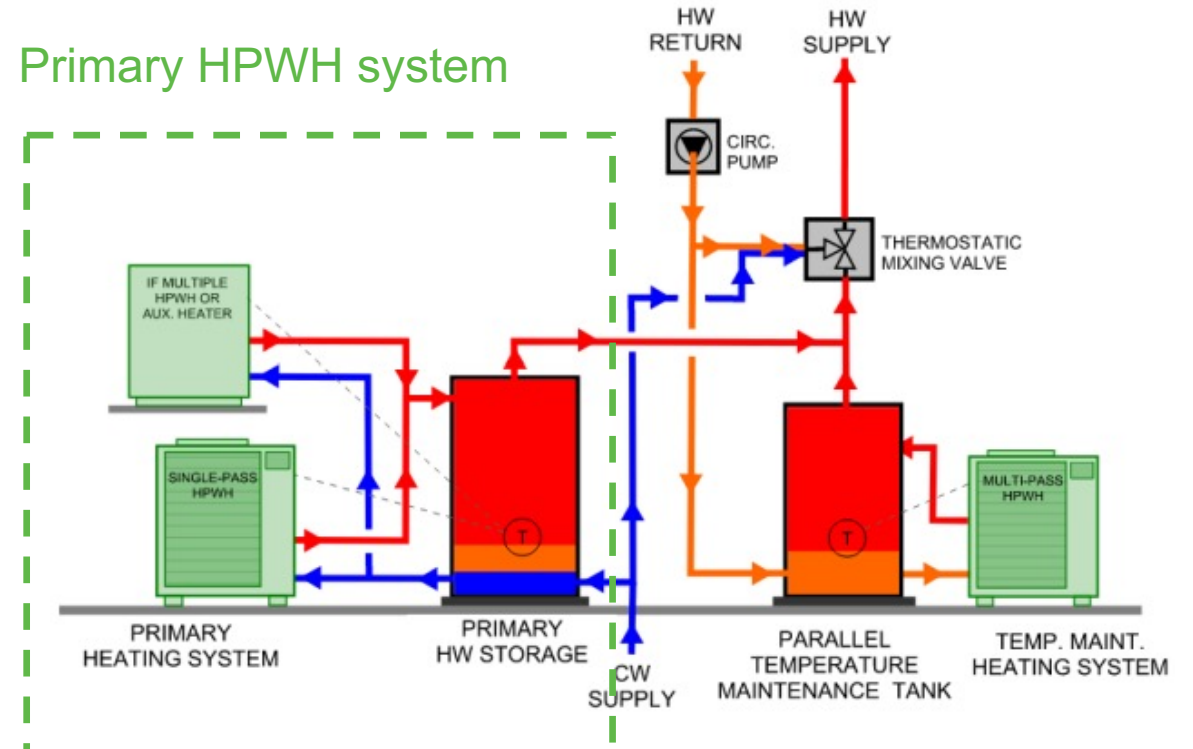 Primary HPWH system
HW
RETURN
HW
SUPPLY
CIRC.
PUMP
THERMOSTATIC
MIXING VALVE
IF MULTIPLE
HPWH OR
AUX. HEATER
SINGLE-PASS
HPWH
T
MULTI-PASS
HPWH
T
PRIMARY
HEATING SYSTEM
PRIMARY
HW STORAGE
CW
SUPPLY
PARALLEL
TEMPERATURE
MAINTENANCE TANK
TEMP. MAINT.
HEATING SYSTEM